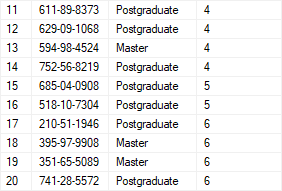 11 611-89-8373 Postgraduate 4
12 629-09-1068 Postgraduate 4
13 594-98-4524 Master 4
14 752-56-8219 Postgraduate 4
15 685-04-0908 Postgraduate 5
16 518-10-7304 Postgraduate 5
17 210-51-1946 Postgraduate 6
18 395-97-9908 Master 6
19 351-65-5089 Master 6
20 741-28-5572 Postgraduate 6